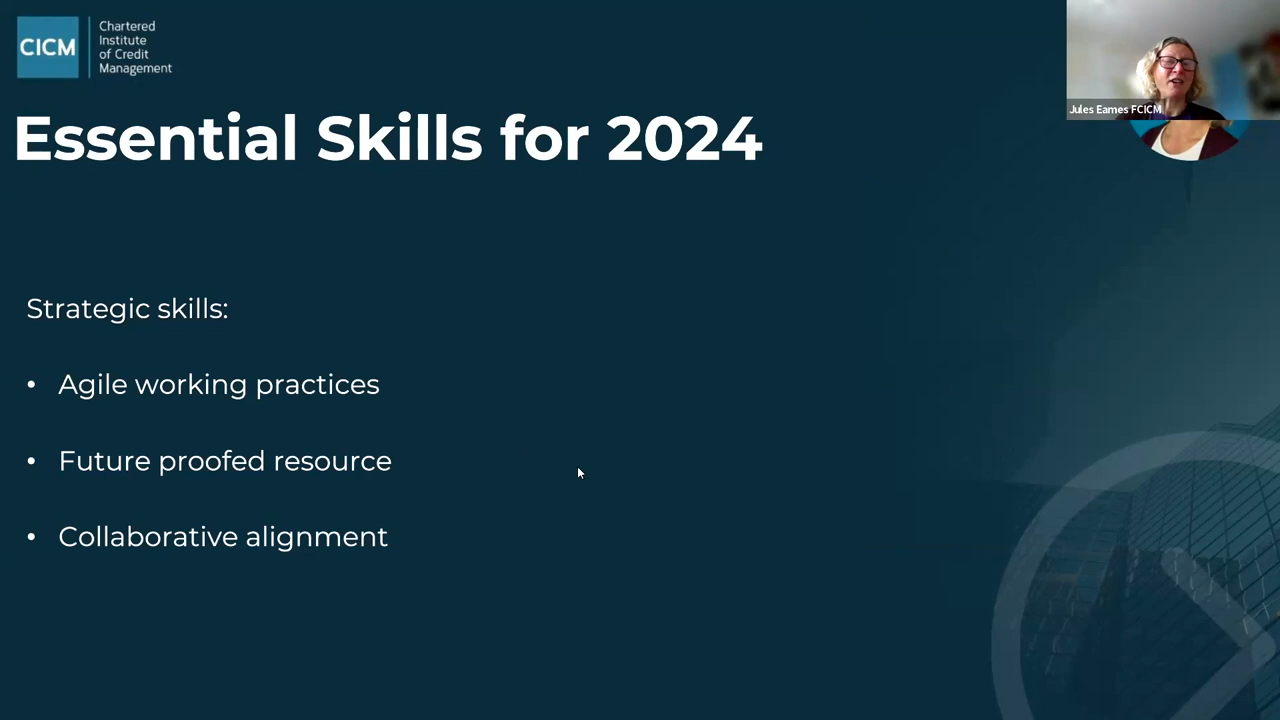 CICM
Chartered
Institute
of Credit
Management
Jules Eames FCICM
Essential Skills for 2024
Strategic skills:
• Agile working practices
• Future proofed resource
• Collaborative alignment